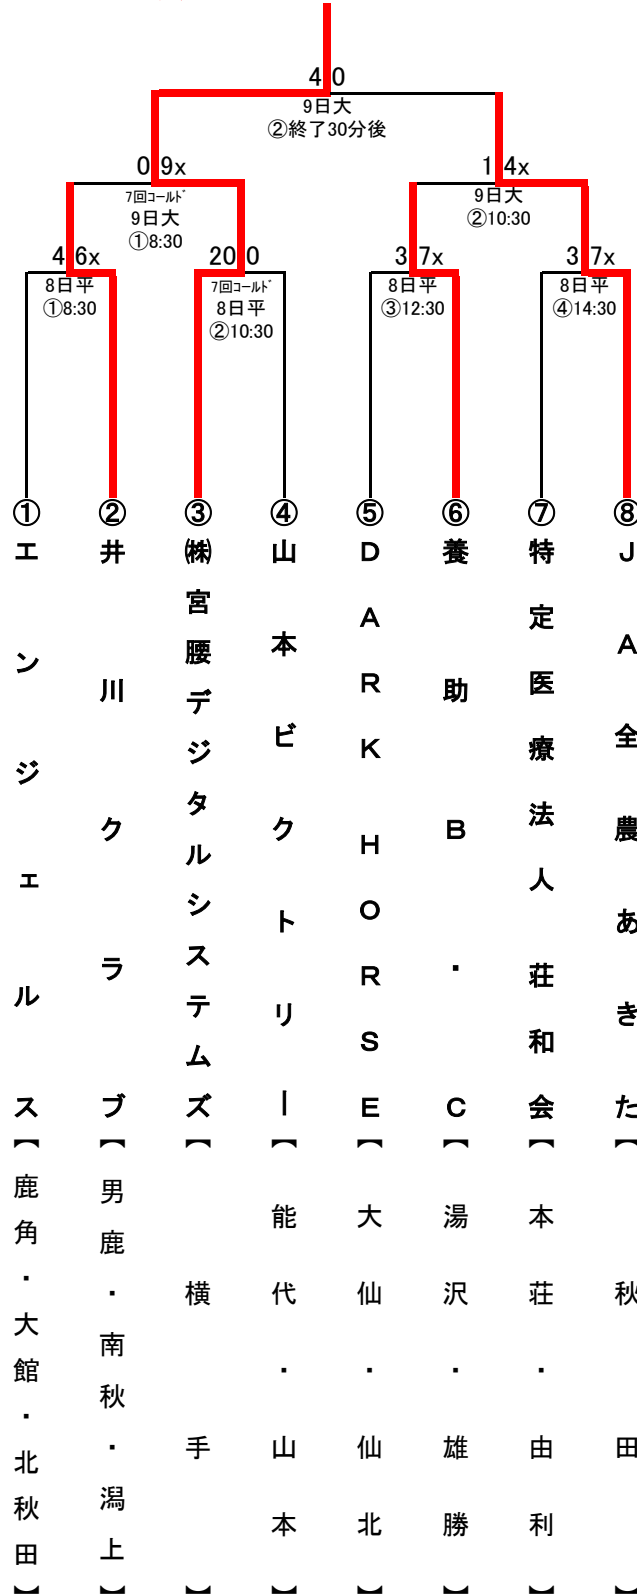 4 0
9日大
②終了30分後
0 9x
7回コールド
9日大
①8:30
1 4x
9日大
②10:30
4 6x
8日平
①8:30
20 0
7回コールド
8日平
②10:30
3 7x
8日平
③12:30
3 7x
8日平
④14:30
①
エンジェルス
【鹿角・大館・北秋田】
②
井川クラブ
【男鹿・南秋・潟上】
③
㈱宮腰デジタルシステムズ
【横手】
④
山本ビクトリー
【能代・山本】
⑤
DARK HORSE
【大仙・仙北】
⑥
養助B・C
【湯沢・雄勝】
⑦
特定医療法人荘和会
【本荘・由利】
⑧
JA全農あきた
【秋田】